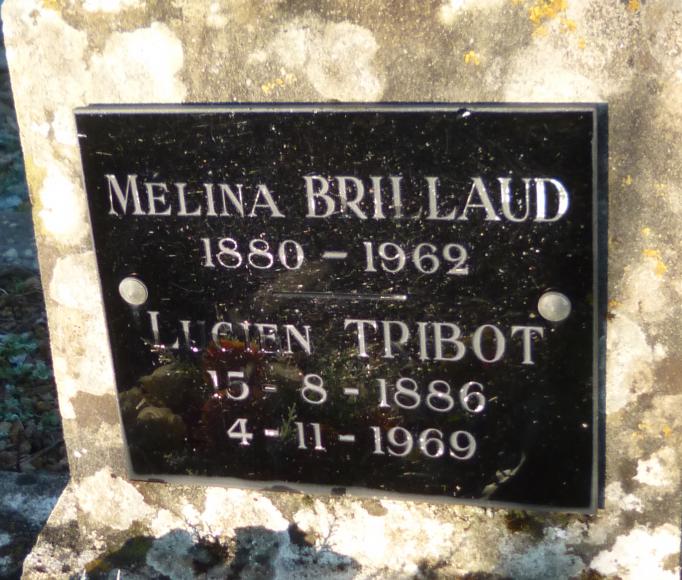 MÉLINA BRILLAUD
1880 - 1962
LUCIEN TRIBOT
15 - 8 - 1886
4 - 11 - 1969